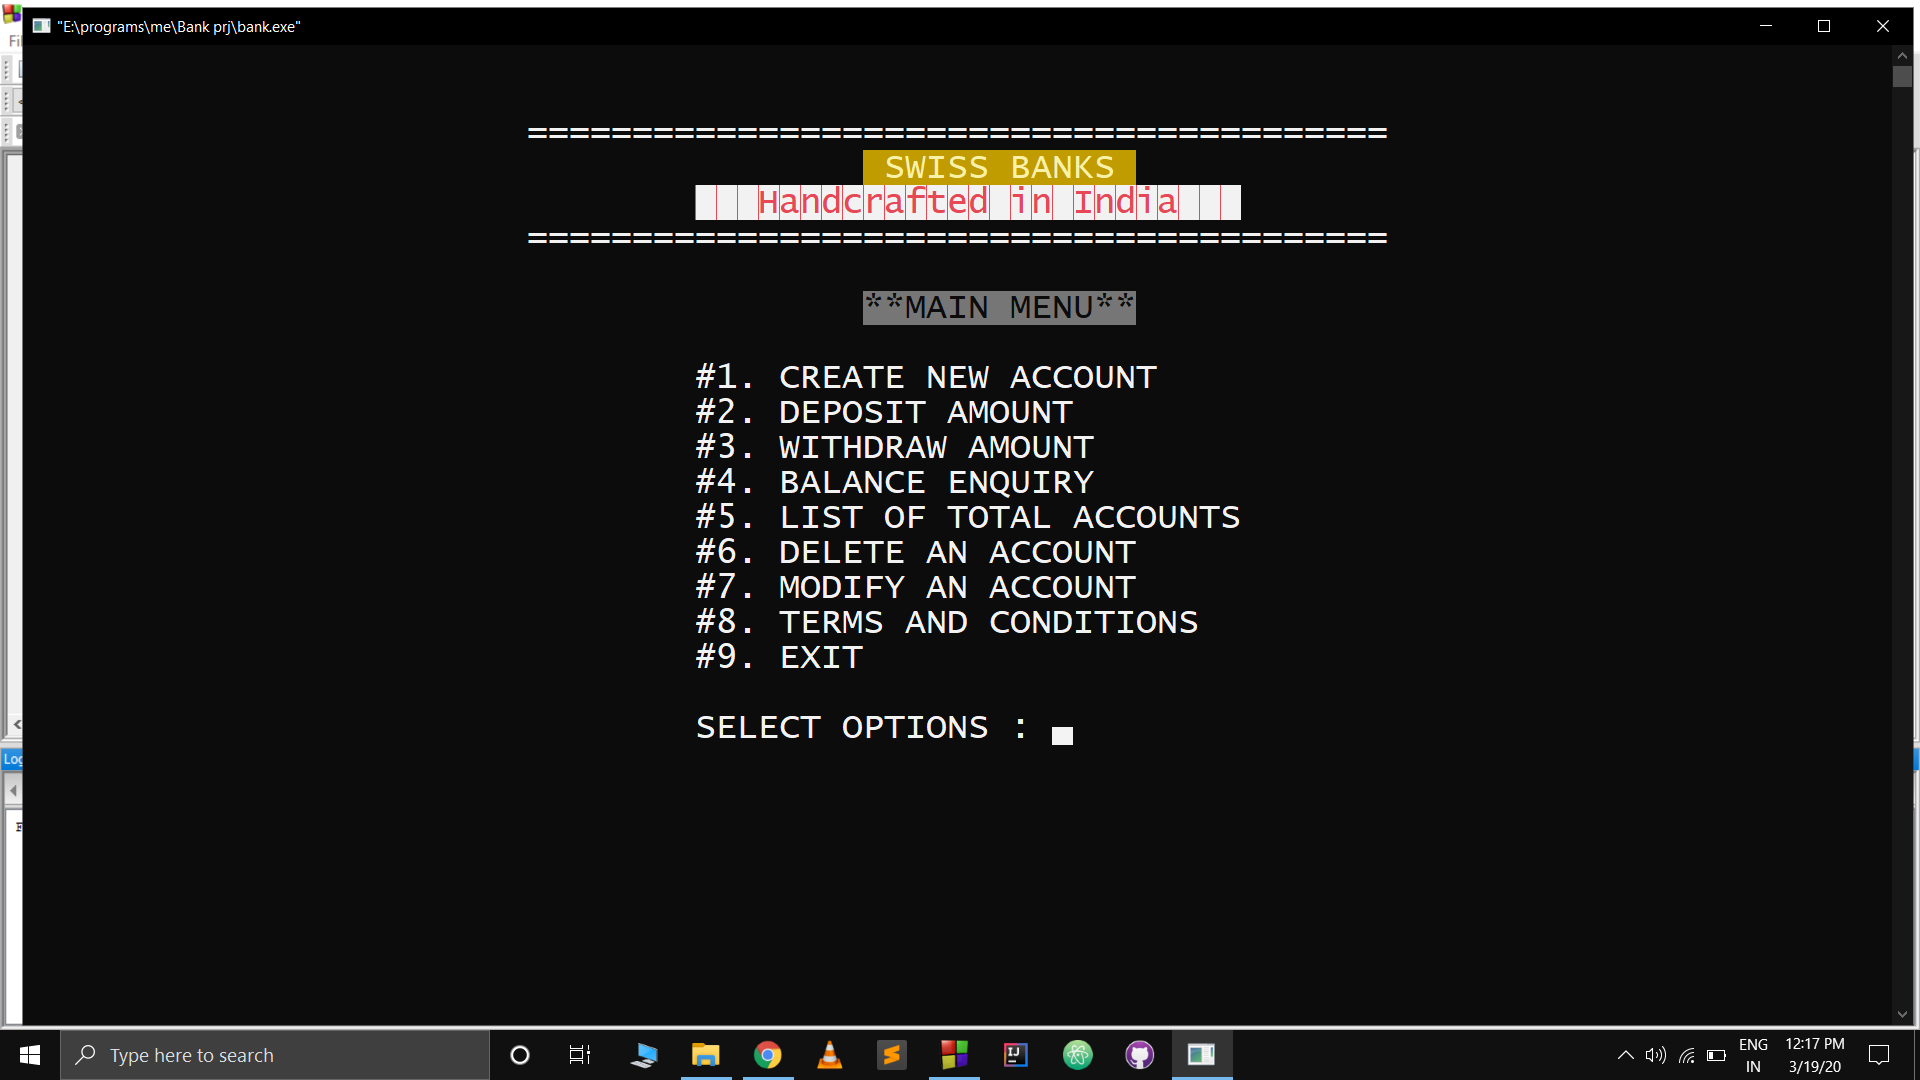 "E:\programs\me\Bank prj\bank.exe"
=========================================
SWISS BANKS
Handcrafted in India
=========================================
**MAIN MENU**
#1. CREATE NEW ACCOUNT
#2. DEPOSIT AMOUNT
#3. WITHDRAW AMOUNT
#4. BALANCE ENQUIRY
#5. LIST OF TOTAL ACCOUNTS
#6. DELETE AN ACCOUNT
#7. MODIFY AN ACCOUNT
#8. TERMS AND CONDITIONS
#9. EXIT
SELECT OPTIONS :
Type here to search
ENG
IN
12:17 PM
3/19/20